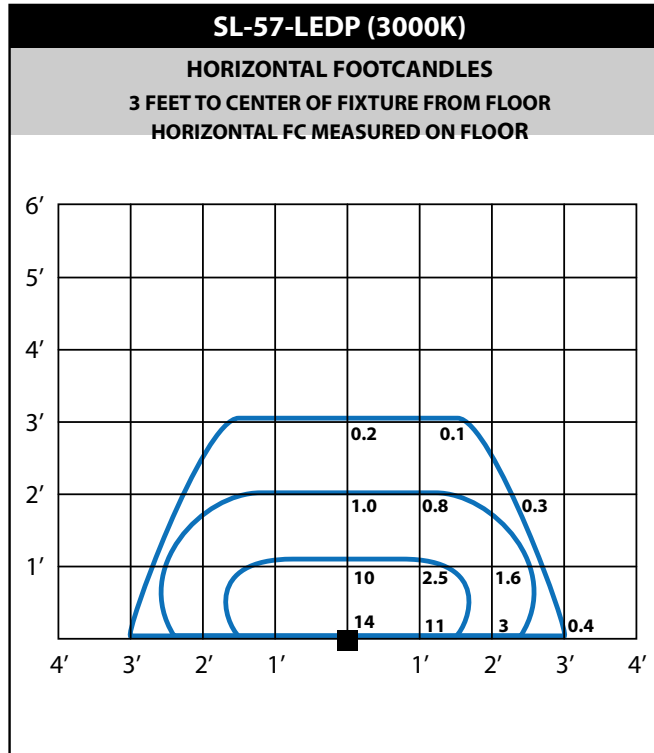 SL-57-LEDP (3000K)
HORIZONTAL FOOTCANDLES
3 FEET TO CENTER OF FIXTURE FROM FLOOR
HORIZONTAL FC MEASURED ON FLOOR
6′
5′
4′
3′
0.2 0.1
2′
1.0 0.8 0.3
1′
10 2.5 1.6
14 11 3 0.4
4′ 3′ 2′ 1′ 1′ 2′ 3′ 4′